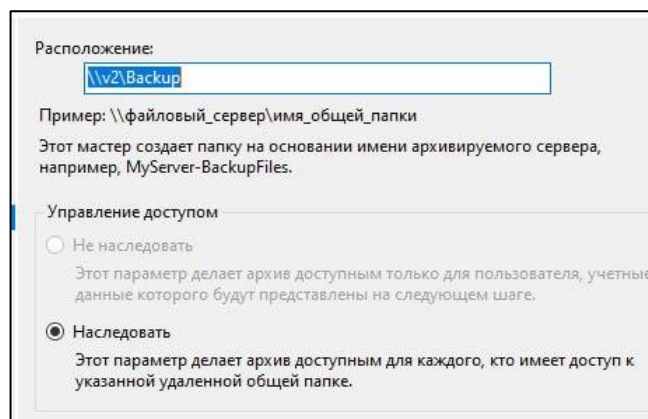 Расположение:
\\v2\Backup
Пример: \\файловый_сервер\имя_общей_папки
Этот мастер создает папку на основании имени архивируемого сервера,
например, MyServer-BackupFiles.
Управление доступом
Не наследовать
Этот параметр делает архив доступным только для пользователя, учетные
данные которого будут представлены на следующем шаге.
Наследовать
Этот параметр делает архив доступным для каждого, кто имеет доступ к
указанной удаленной общей папке.